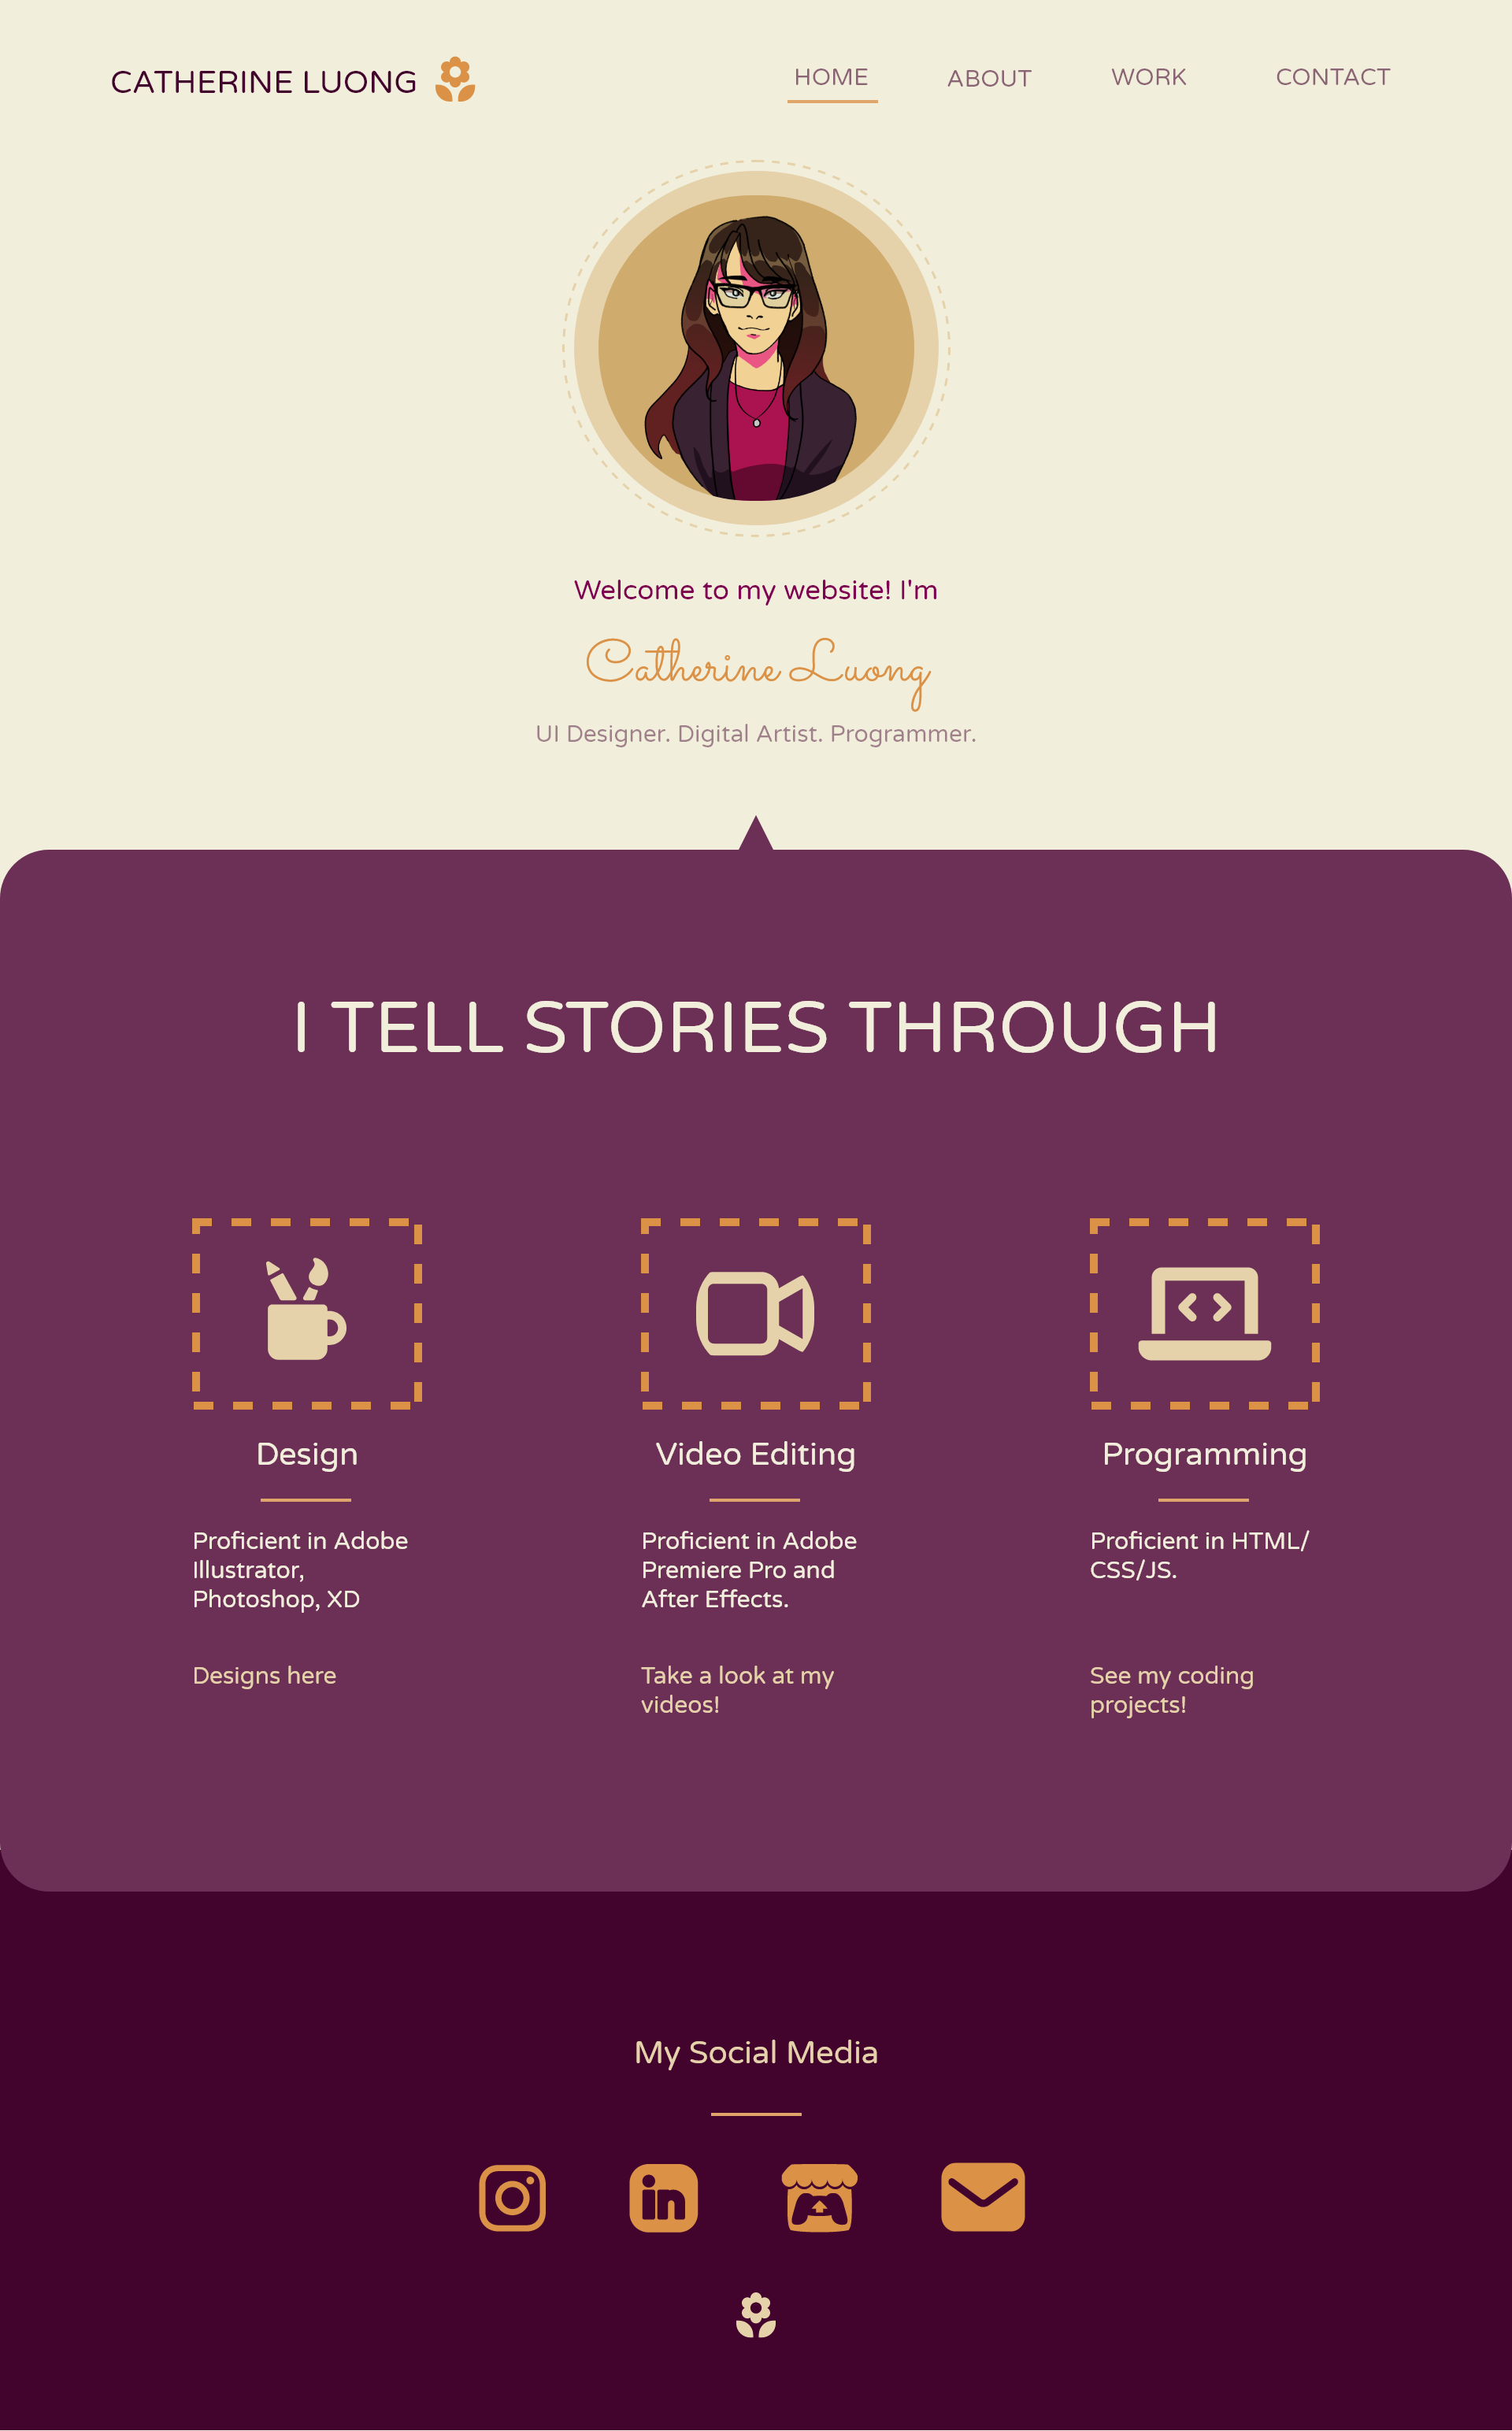 CATHERINE LUONG
HOME
ABOUT
WORK
CONTACT
Welcome to my website! I'm
Catherine Luong
UI Designer. Digital Artist. Programmer.
I TELL STORIES THROUGH
Design
Proficient in Adobe
Illustrator,
Photoshop, XD
Designs here
Video Editing
Proficient in Adobe
Premiere Pro and
After Effects.
Take a look at my
videos!
Programming
Proficient in HTML/
CSS/JS.
See my coding
projects!
My Social Media
in